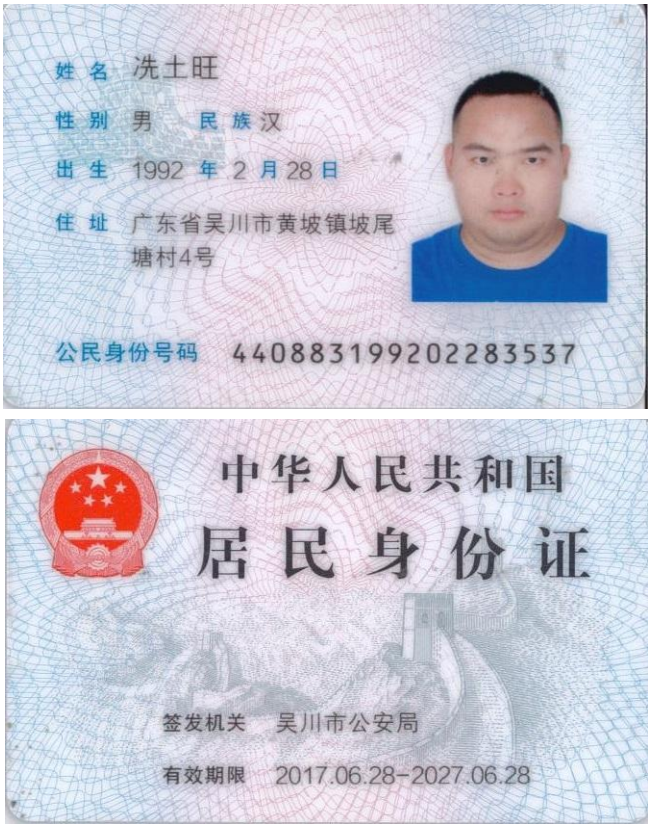 姓名 冼土旺
性别 男 民族 汉
出生 1992 年 2 月 28 日
住址 广东省吴川市黄坡镇坡尾
塘村4号
公民身份号码 440883199202283537
中华人民共和国
居民身份证
签发机关 吴川市公安局
有效期限 2017.06.28-2027.06.28